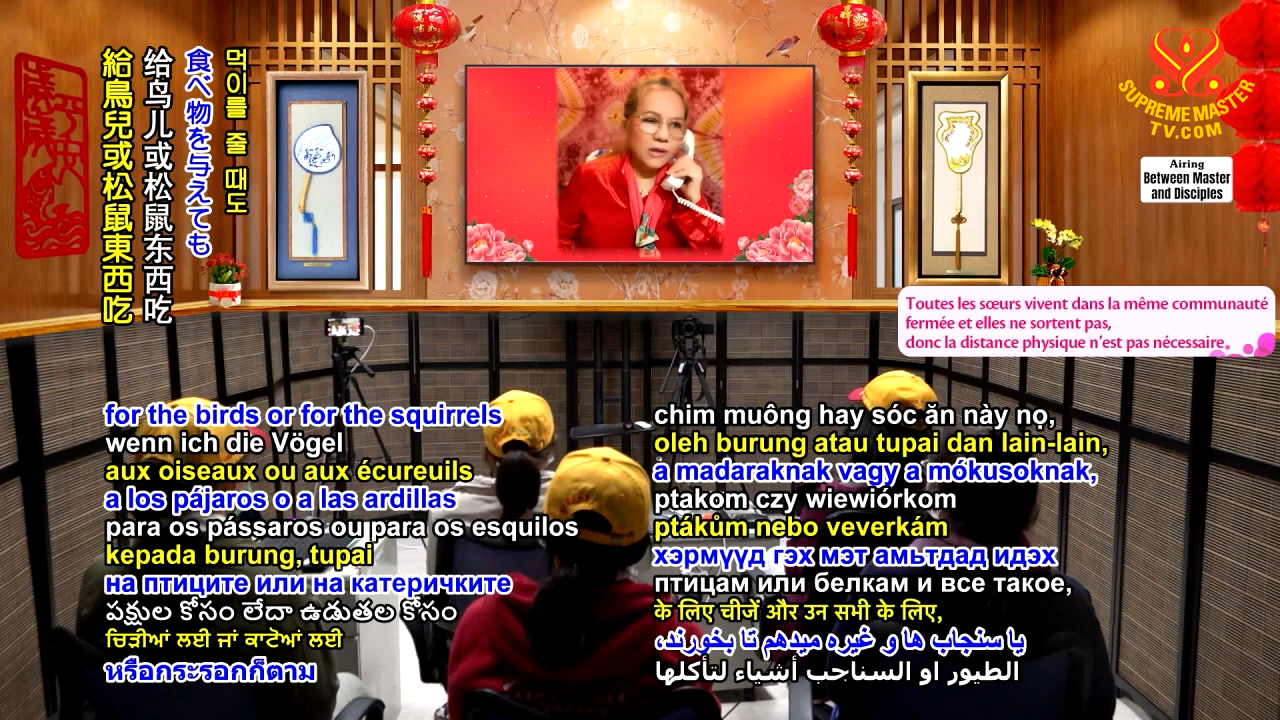 먹이를 줄 때도
食べ物を与えても
给鸟儿或松鼠东西吃
給鳥兒或松鼠東西吃
SUPREME MASTER
TV.COM
Airing
Between Master
and Disciples
Toutes les sœurs vivent dans la même communauté
fermée et elles ne sortent pas,
donc la distance physique n'est pas nécessaire.
for the birds or for the squirrels
wenn ich die Vögel
aux oiseaux ou aux écureuils
a los pájaros o a las ardillas
para os pássaros ou para os esquilos
kepada burung, tupai
на птиците или на катеричките
పక్షుల కోసం లేదా ఉడుతల కోసం
ਚਿੜੀਆਂ ਲਈ ਜਾਂ ਕਾਟੋਆਂ ਲਈ
หรือกระรอกก็ตาม
chim muông hay sóc ăn này nọ,
oleh burung atau tupai dan lain-lain,
a madaraknak vagy a mókusoknak,
ptakom czy wiewiórkom
ptákům nebo veverkám
хэрмүүд гэх мэт амьтдад идэх
птицам или белкам и все такое,
के लिए चीजें और उन सभी के लिए,
یا سنجاب ها و غیره میدهم تا بخورند،
الطيور او السناجب أشياء لتأكلها